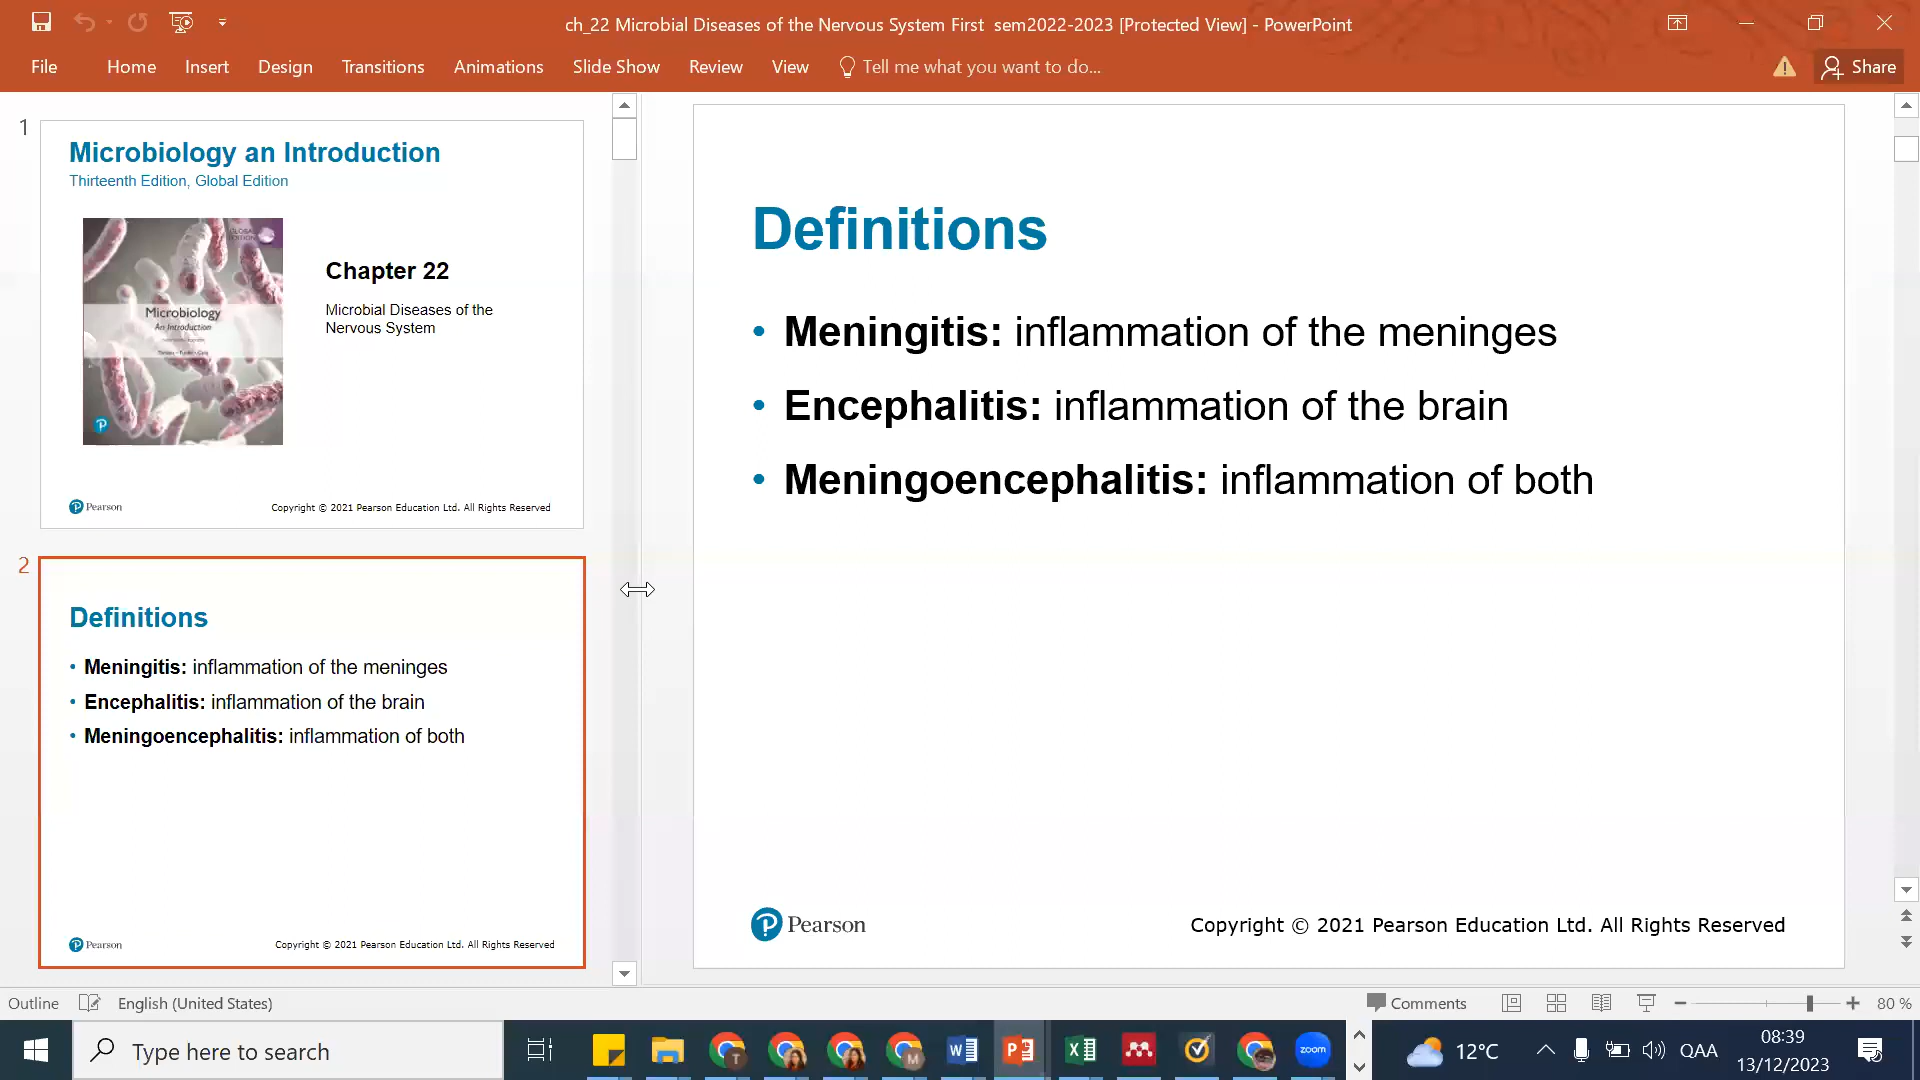 ch_22 Microbial Diseases of the Nervous System First  sem2022-2023 [Protected View] - PowerPoint
File Home Insert Design Transitions Animations Slide Show Review View Tell me what you want to do... Share
1
Microbiology an Introduction
Thirteenth Edition, Global Edition
Microbiology
An Introduction
Chapter 22
Microbial Diseases of the
Nervous System
Pearson Copyright © 2021 Pearson Education Ltd. All Rights Reserved
2
Definitions
• Meningitis: inflammation of the meninges
• Encephalitis: inflammation of the brain
• Meningoencephalitis: inflammation of both
Pearson Copyright © 2021 Pearson Education Ltd. All Rights Reserved
Definitions
• Meningitis: inflammation of the meninges
• Encephalitis: inflammation of the brain
• Meningoencephalitis: inflammation of both
Pearson Copyright © 2021 Pearson Education Ltd. All Rights Reserved
Outline English (United States) Comments 80 %
Type here to search
zoom
12°C
QAA
08:39
13/12/2023